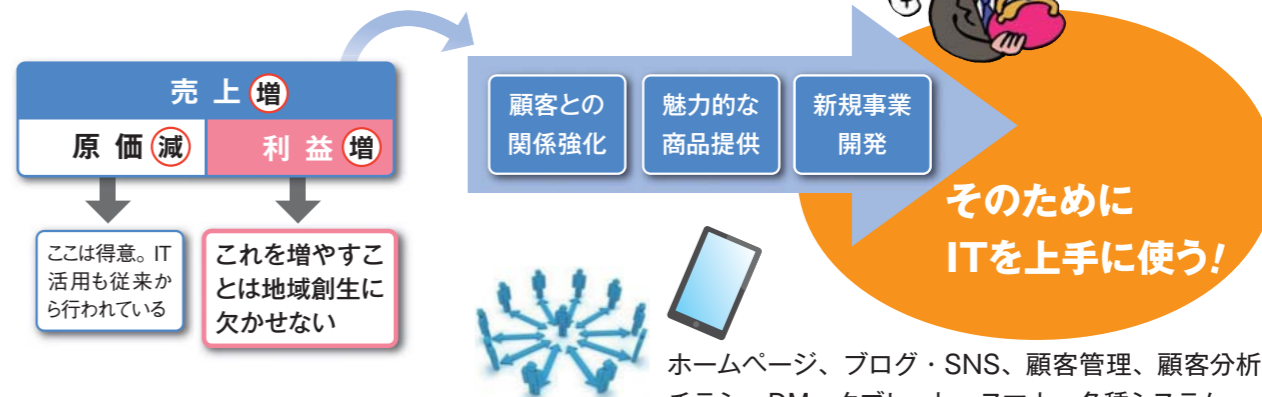 売上増
原価減
利益増
ここは得意。IT
活用も従来か
ら行われている
これを増やすこ
とは地域創生に
欠かせない
顧客との
関係強化
魅力的な
商品提供
新規事業
開発
そのために
ITを上手に使う!
ホームページ、ブログ・SNS、顧客管理、顧客分析